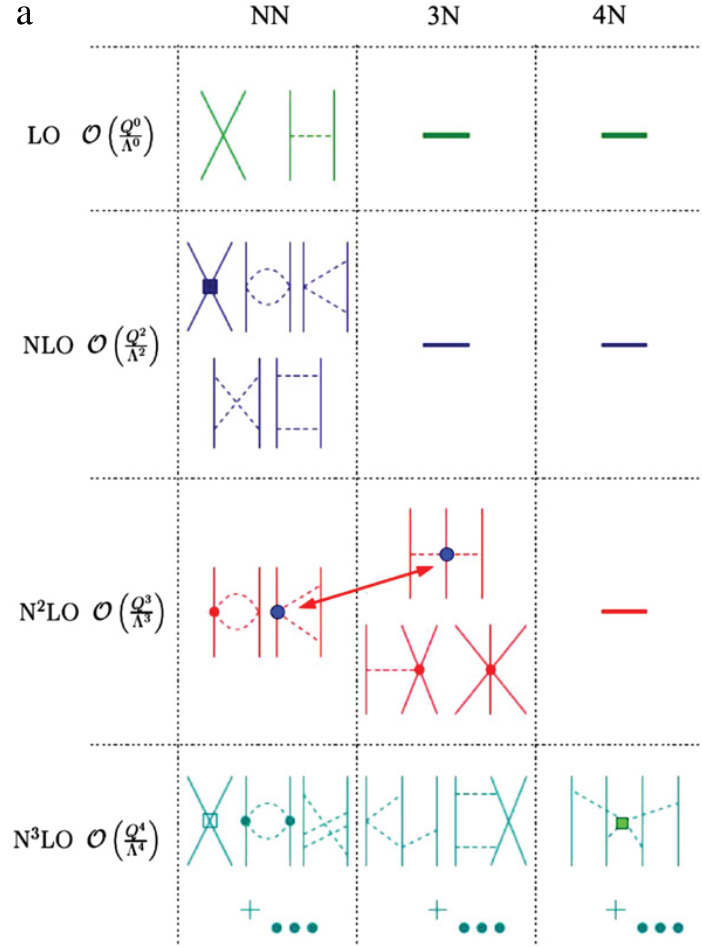 a
NN 3N 4N
LO 𝒪(Q⁰/Λ⁰)
NLO 𝒪(Q²/Λ²)
N²LO 𝒪(Q³/Λ³)
N³LO 𝒪(Q⁴/Λ⁴)
+ ••• + ••• + •••